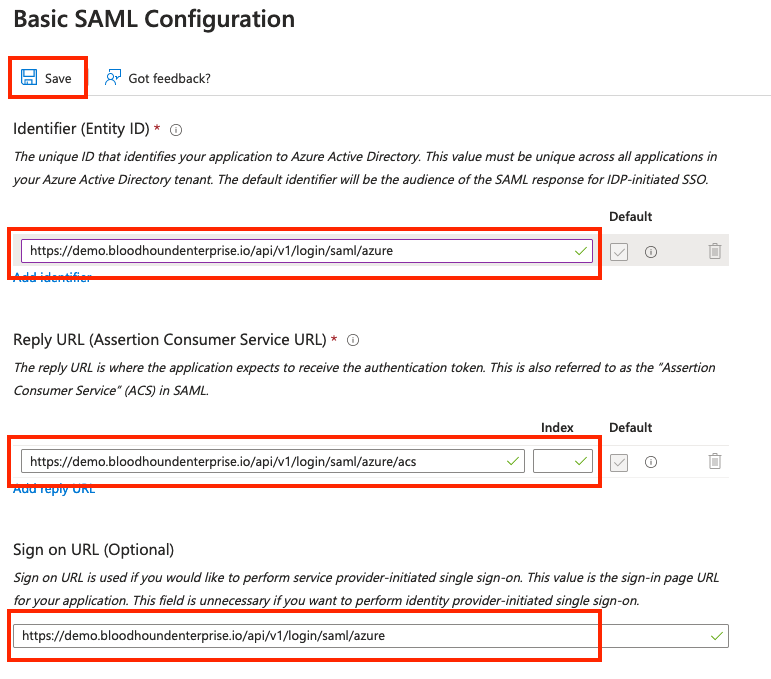 Basic SAML Configuration
Save
Got feedback?
Identifier (Entity ID) *
The unique ID that identifies your application to Azure Active Directory. This value must be unique across all applications in
your Azure Active Directory tenant. The default identifier will be the audience of the SAML response for IDP-initiated SSO.
Default
https://demo.bloodhoundenterprise.io/api/v1/login/saml/azure
Add identifier
Reply URL (Assertion Consumer Service URL) *
The reply URL is where the application expects to receive the authentication token. This is also referred to as the “Assertion
Consumer Service” (ACS) in SAML.
Index Default
https://demo.bloodhoundenterprise.io/api/v1/login/saml/azure/acs
Add reply URL
Sign on URL (Optional)
Sign on URL is used if you would like to perform service provider-initiated single sign-on. This value is the sign-in page URL
for your application. This field is unnecessary if you want to perform identity provider-initiated single sign-on.
https://demo.bloodhoundenterprise.io/api/v1/login/saml/azure